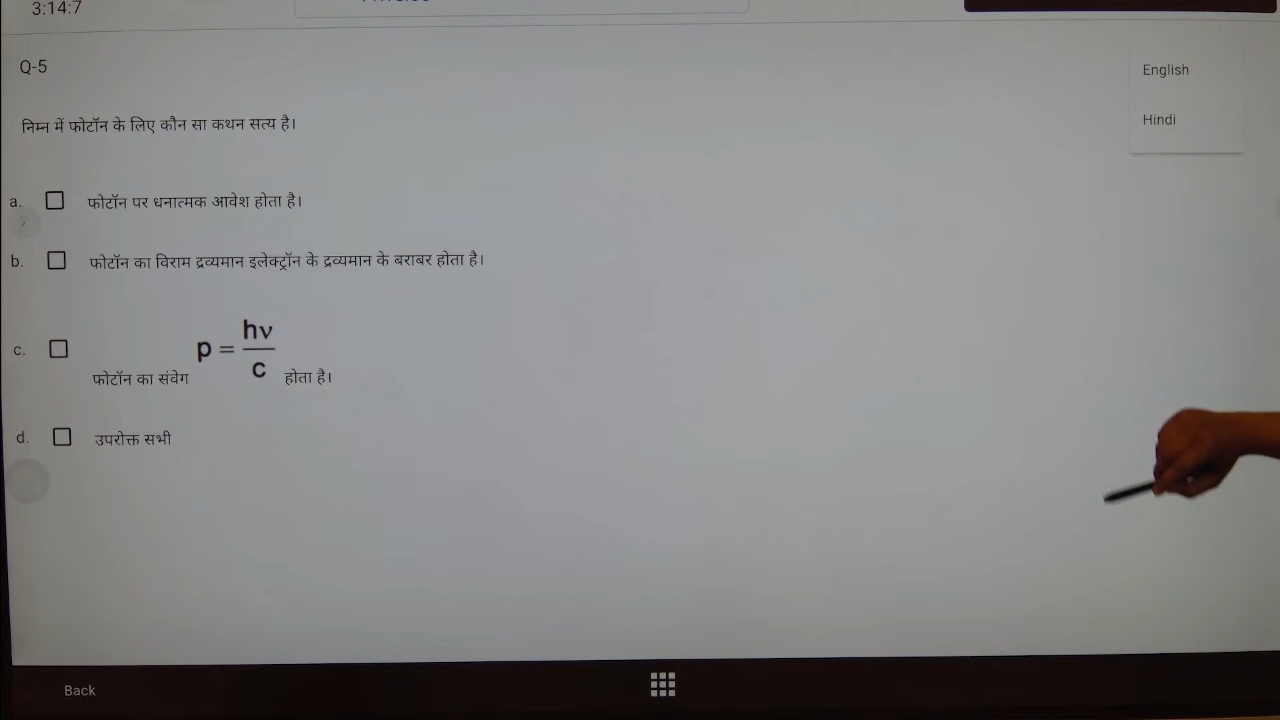 3:14:7
Q-5
English
Hindi
निम्न में फोटॉन के लिए कौन सा कथन सत्य है।
a. फोटॉन पर धनात्मक आवेश होता है।
b. फोटॉन का विराम द्रव्यमान इलेक्ट्रॉन के द्रव्यमान के बराबर होता है।
c. फोटॉन का संवेग p = hν/c होता है।
d. उपरोक्त सभी
Back